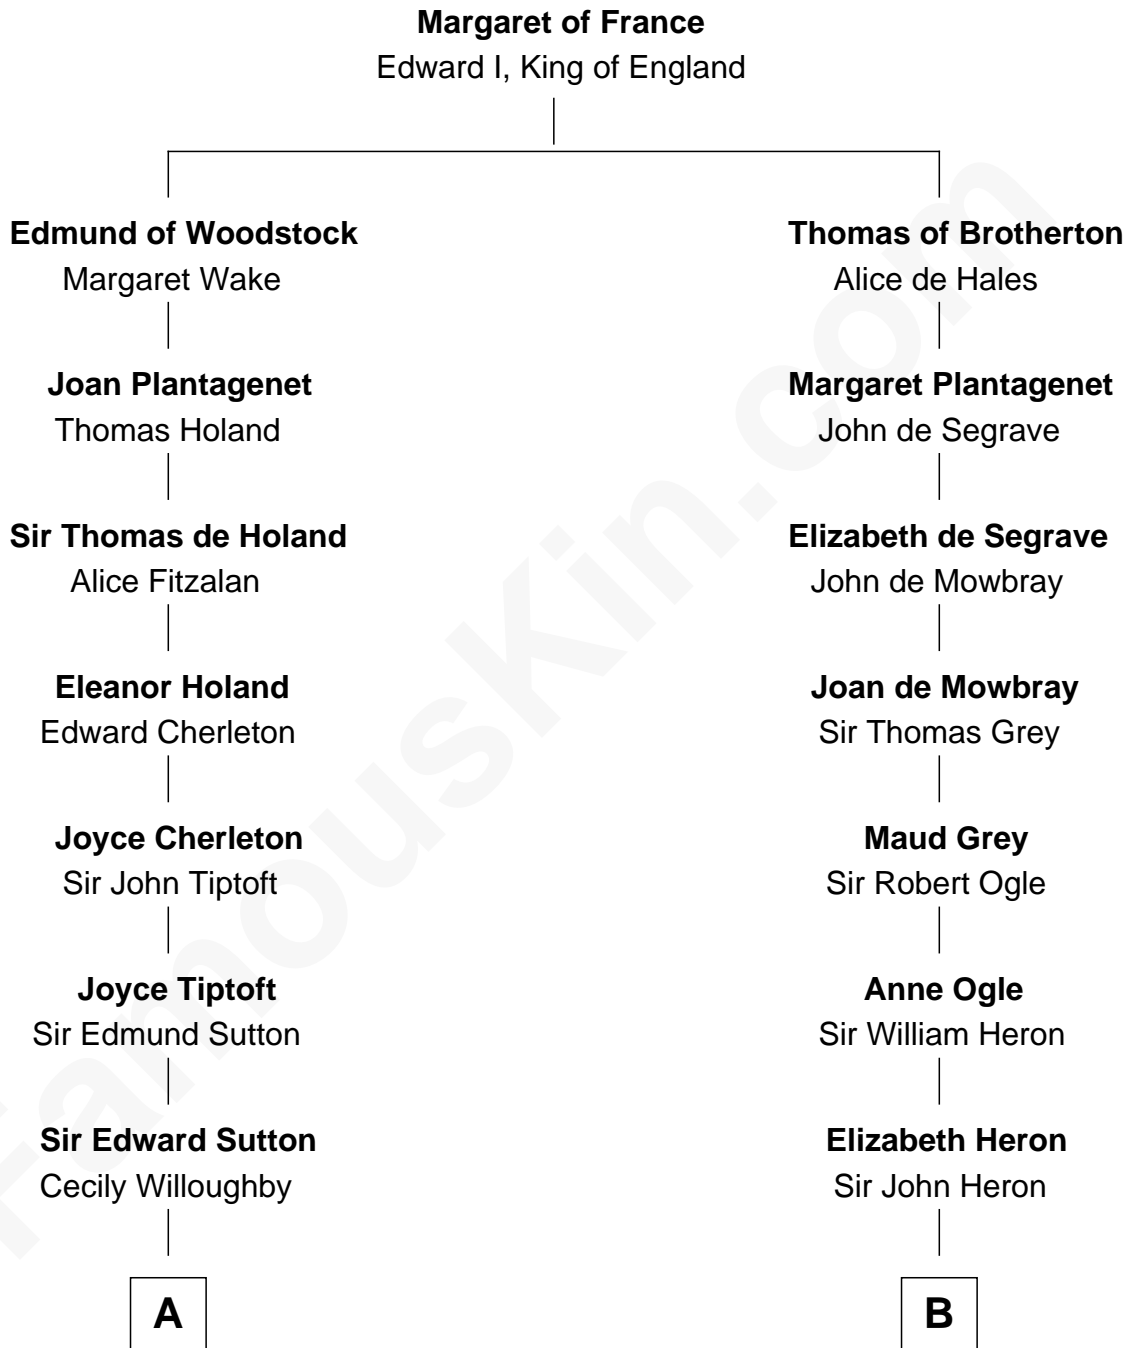 Margaret of France
Edward I, King of England
Edmund of Woodstock
Margaret Wake
Thomas of Brotherton
Alice de Hales
Joan Plantagenet
Thomas Holand
Margaret Plantagenet
John de Segrave
Sir Thomas de Holand
Alice Fitzalan
Elizabeth de Segrave
John de Mowbray
Eleanor Holand
Edward Cherleton
Joan de Mowbray
Sir Thomas Grey
Joyce Cherleton
Sir John Tiptoft
Maud Grey
Sir Robert Ogle
Joyce Tiptoft
Sir Edmund Sutton
Anne Ogle
Sir William Heron
Sir Edward Sutton
Cecily Willoughby
Elizabeth Heron
Sir John Heron
A
B
FamousKin.com